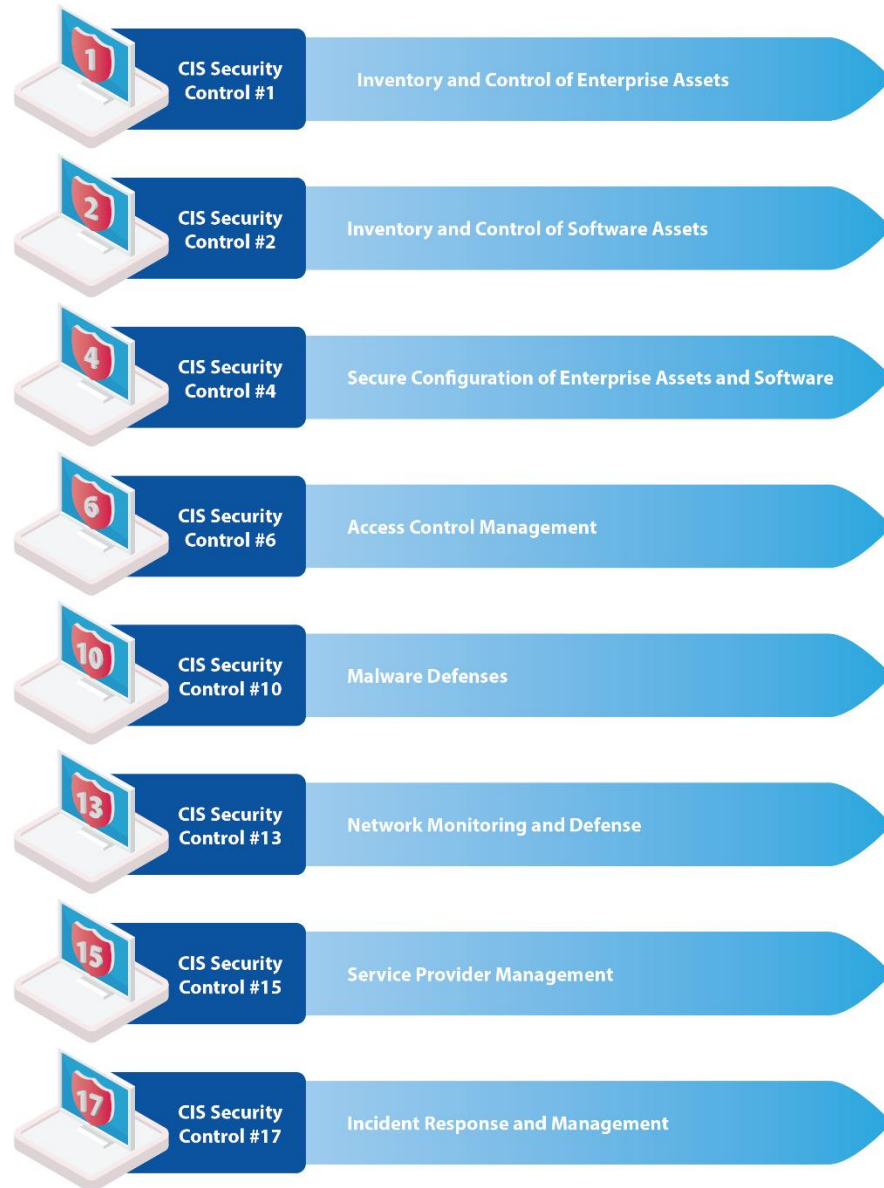 1
CIS Security
Control #1
Inventory and Control of Enterprise Assets
2
CIS Security
Control #2
Inventory and Control of Software Assets
4
CIS Security
Control #4
Secure Configuration of Enterprise Assets and Software
6
CIS Security
Control #6
Access Control Management
10
CIS Security
Control #10
Malware Defenses
13
CIS Security
Control #13
Network Monitoring and Defense
15
CIS Security
Control #15
Service Provider Management
17
CIS Security
Control #17
Incident Response and Management